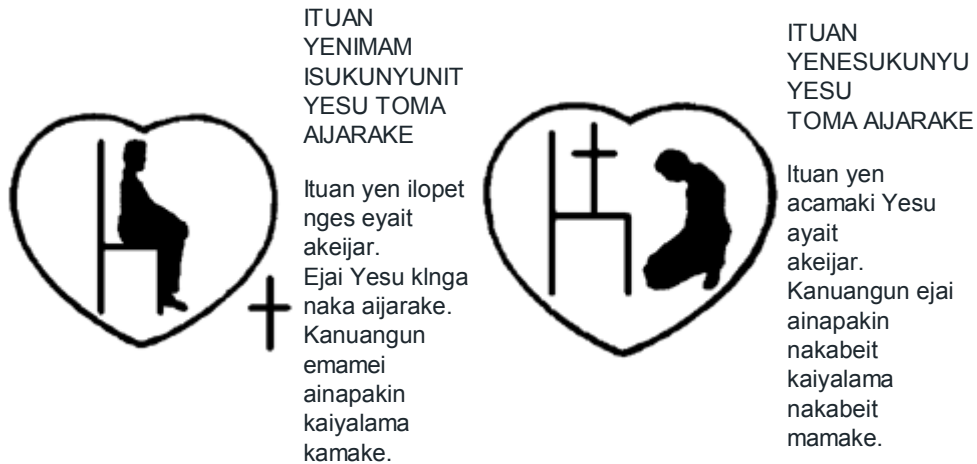 ITUAN
YENIMAM
ISUKUNYUNIT
YESU TOMA
AIJARAKE
Ituan yen ilopet
nges eyait
akeijar.
Ejai Yesu kInga
naka aijarake.
Kanuangun
emamei
ainapakin
kaiyalama
kamake.
ITUAN
YENESUKUNYU
YESU
TOMA AIJARAKE
Ituan yen
acamaki Yesu
ayait
akeijar.
Kanuangun ejai
ainapakin
nakabeit
kaiyalama
nakabeit
mamake.